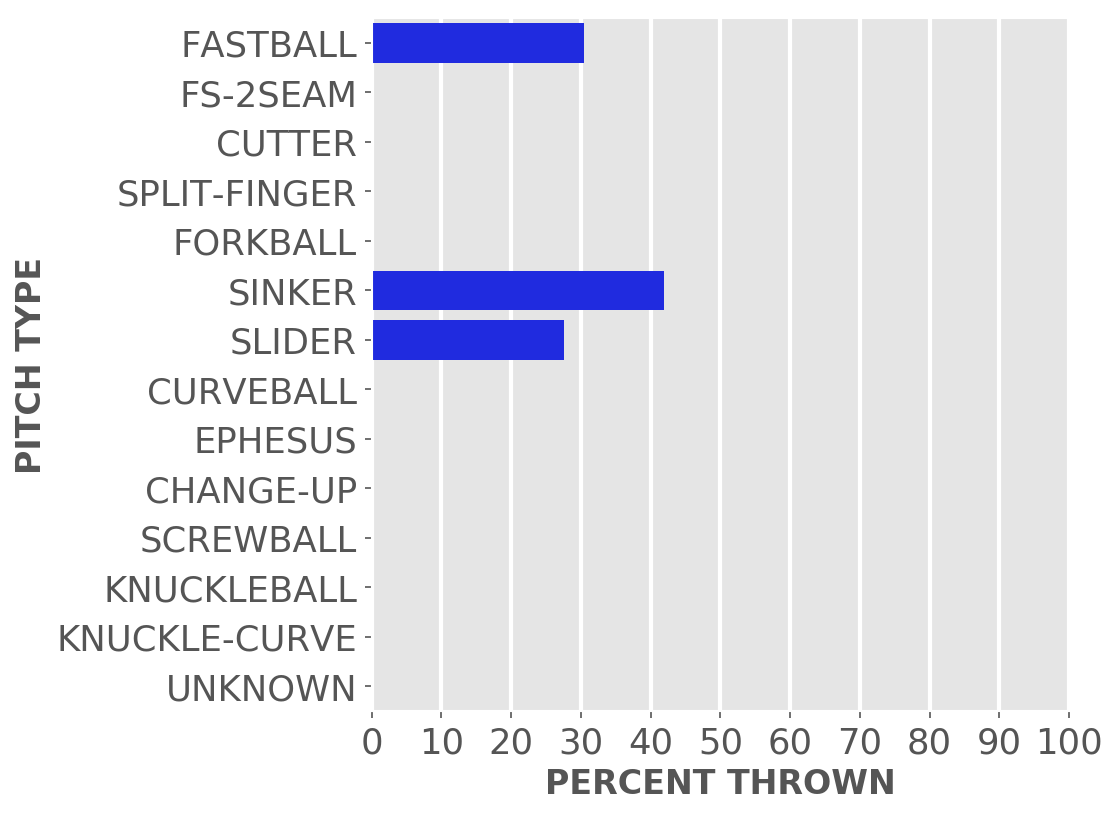 FASTBALL
FS-2SEAM
CUTTER
SPLIT-FINGER
FORKBALL
SINKER
SLIDER
CURVEBALL
EPHESUS
CHANGE-UP
SCREWBALL
KNUCKLEBALL
KNUCKLE-CURVE
UNKNOWN
PITCH TYPE
0 10 20 30 40 50 60 70 80 90 100
PERCENT THROWN